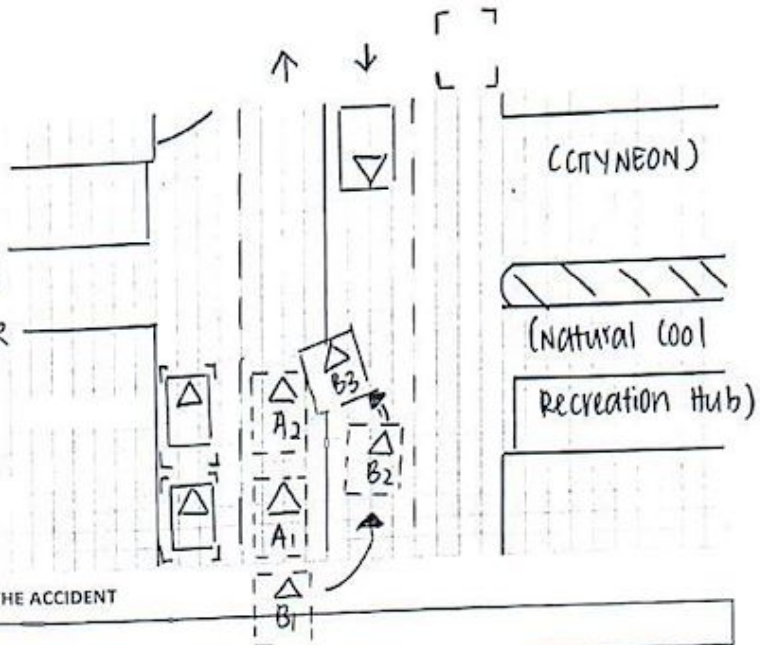 (CITYNEON)
R
(Natural Cool
Recreation Hub)
B3
A2
B2
A1
HE ACCIDENT
B1